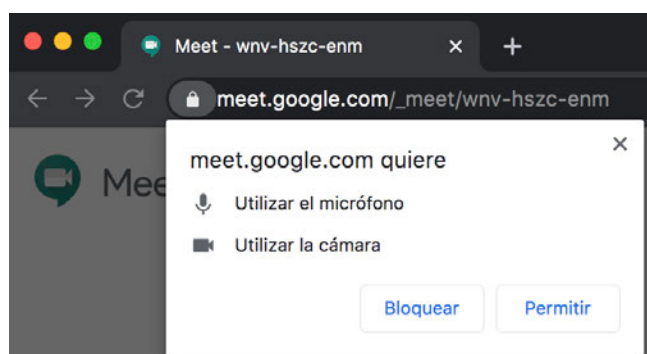 Meet - wnv-hszc-enm
meet.google.com/_meet/wnv-hszc-enm
Mee
meet.google.com quiere
Utilizar el micrófono
Utilizar la cámara
Bloquear Permitir